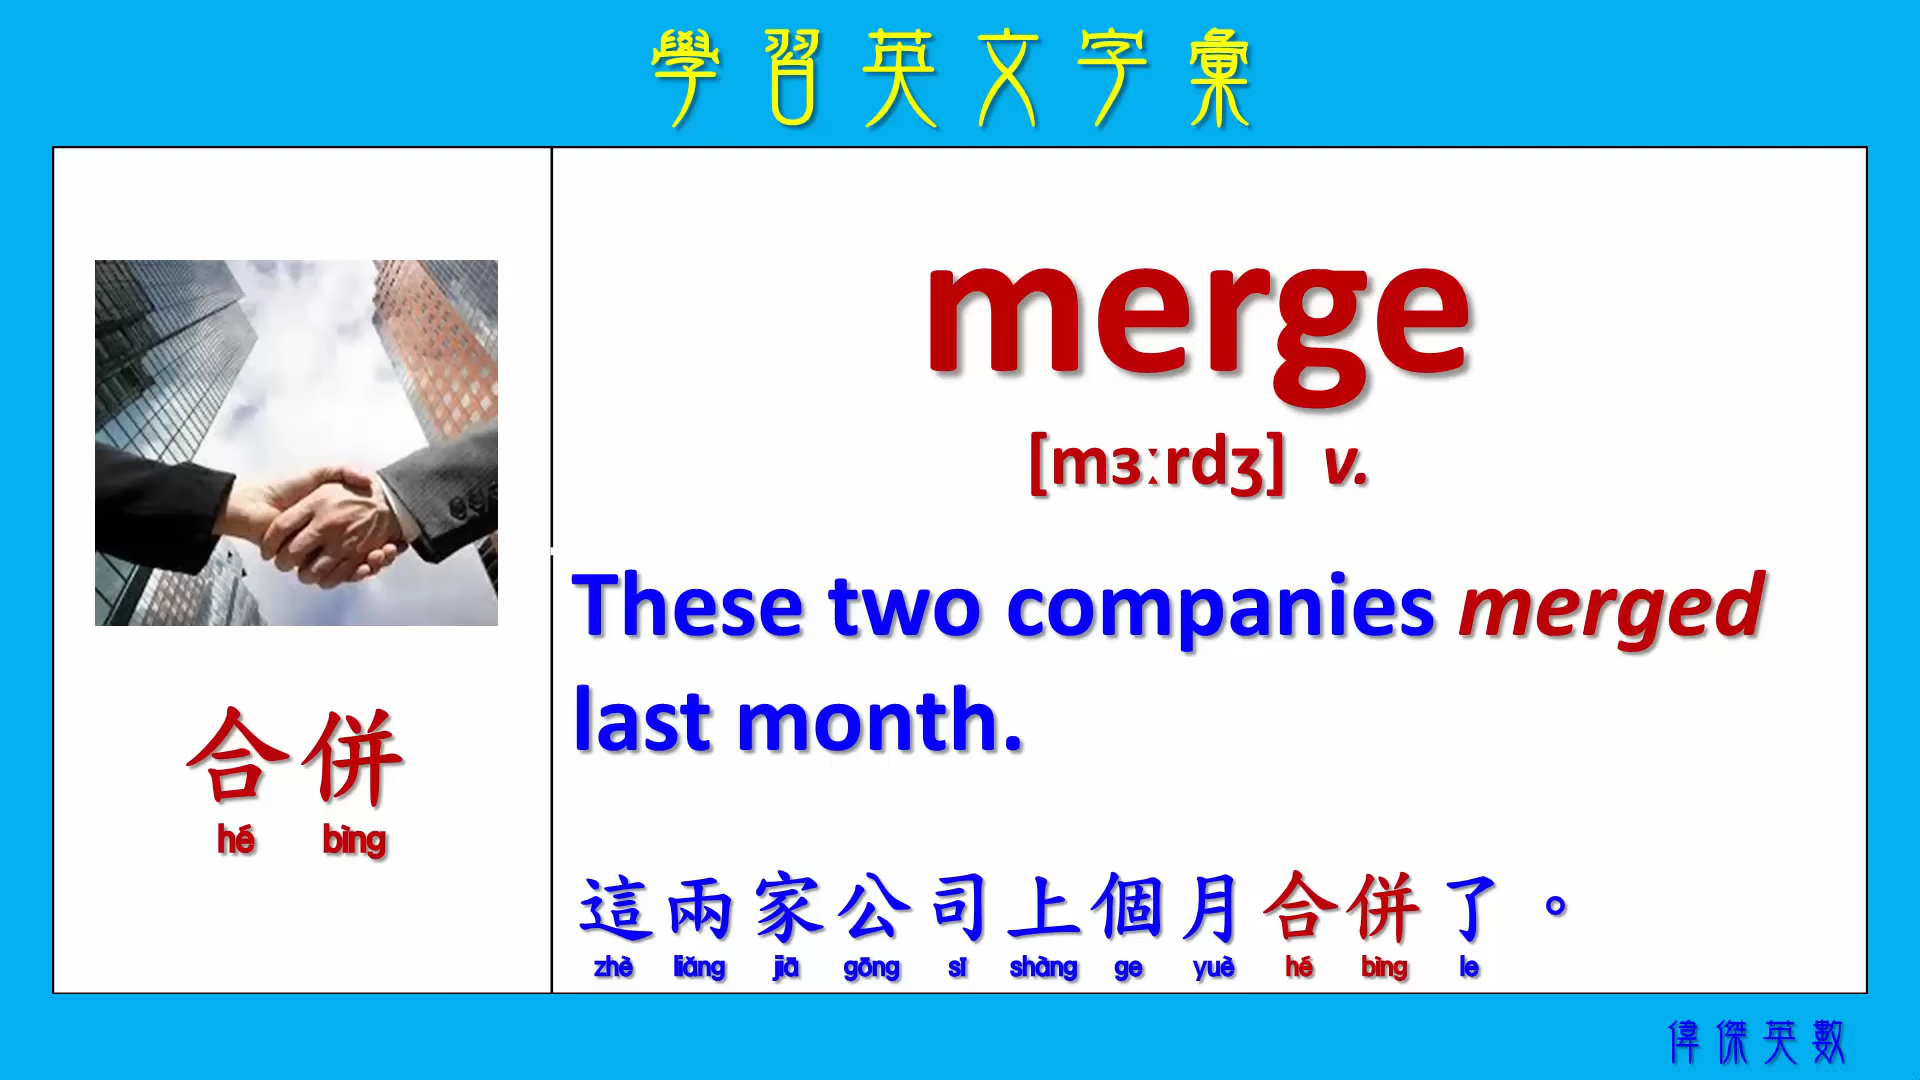 學習英文字彙
合併
hé bìng
merge
[mɜːrdʒ] v.
These two companies merged
last month.
這兩家公司上個月合併了。
zhè liǎng jiā gōng sī shàng ge yuè hé bìng le
偉傑英數